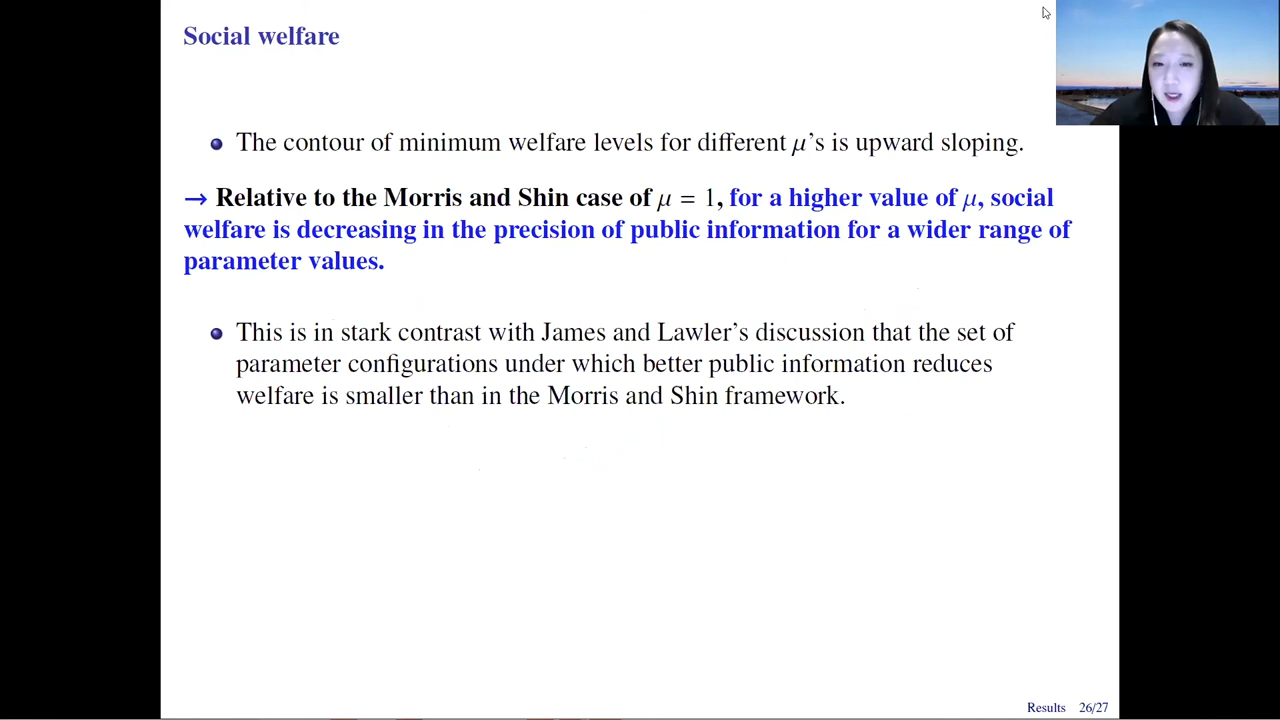 Social welfare
The contour of minimum welfare levels for different μ's is upward sloping.
→ Relative to the Morris and Shin case of μ = 1, for a higher value of μ, social
welfare is decreasing in the precision of public information for a wider range of
parameter values.
This is in stark contrast with James and Lawler's discussion that the set of
parameter configurations under which better public information reduces
welfare is smaller than in the Morris and Shin framework.
Results 26/27